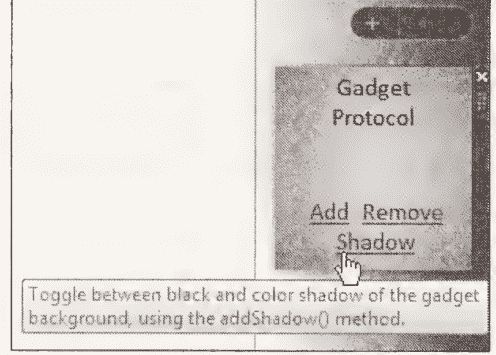 Gadget
Protocol
Add Remove
Shadow
Toggle between black and color shadow of the gadget
background, using the addShadow() method.